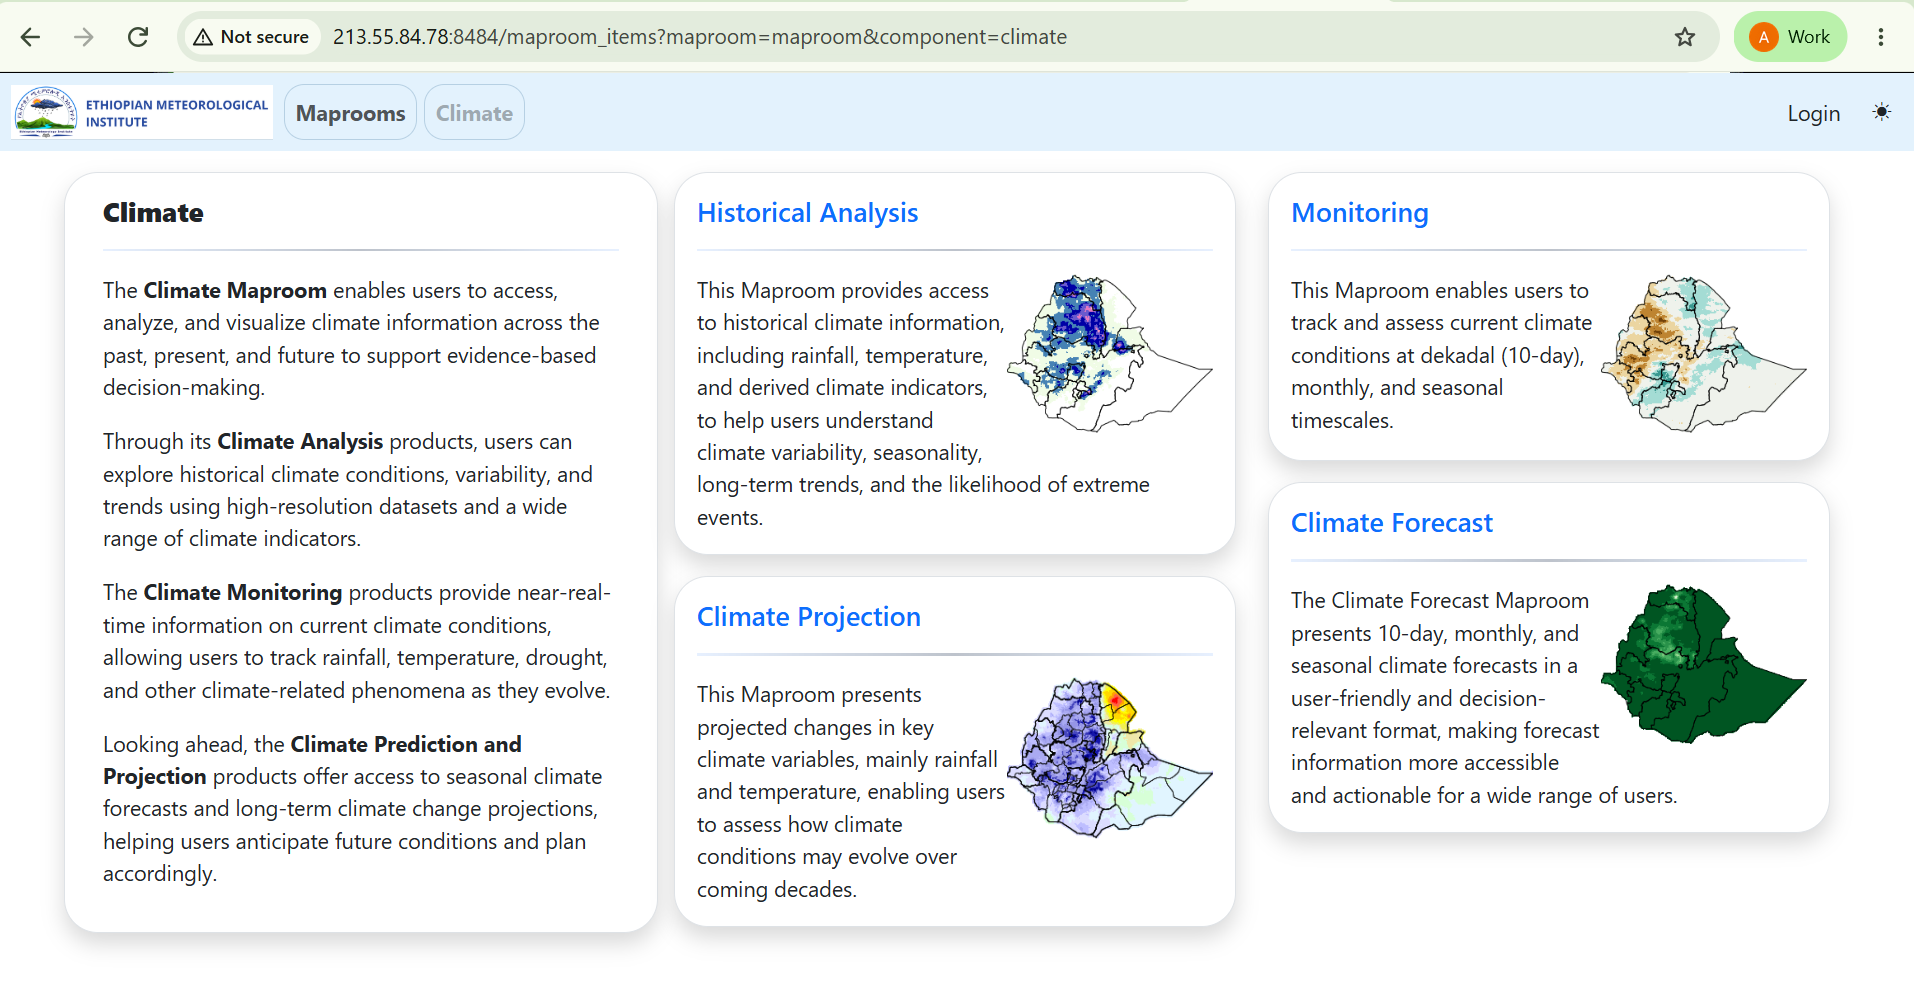 Not secure
213.55.84.78:8484/maproom_items?maproom=maproom&component=climate
A
Work
ETHIOPIAN METEOROLOGICAL
INSTITUTE
Maprooms
Climate
Login
Climate
The Climate Maproom enables users to access,
analyze, and visualize climate information across the
past, present, and future to support evidence-based
decision-making.
Through its Climate Analysis products, users can
explore historical climate conditions, variability, and
trends using high-resolution datasets and a wide
range of climate indicators.
The Climate Monitoring products provide near-real-
time information on current climate conditions,
allowing users to track rainfall, temperature, drought,
and other climate-related phenomena as they evolve.
Looking ahead, the Climate Prediction and
Projection products offer access to seasonal climate
forecasts and long-term climate change projections,
helping users anticipate future conditions and plan
accordingly.
Historical Analysis
This Maproom provides access
to historical climate information,
including rainfall, temperature,
and derived climate indicators,
to help users understand
climate variability, seasonality,
long-term trends, and the likelihood of extreme
events.
Climate Projection
This Maproom presents
projected changes in key
climate variables, mainly rainfall
and temperature, enabling users
to assess how climate
conditions may evolve over
coming decades.
Monitoring
This Maproom enables users to
track and assess current climate
conditions at dekadal (10-day),
monthly, and seasonal
timescales.
Climate Forecast
The Climate Forecast Maproom
presents 10-day, monthly, and
seasonal climate forecasts in a
user-friendly and decision-
relevant format, making forecast
information more accessible
and actionable for a wide range of users.